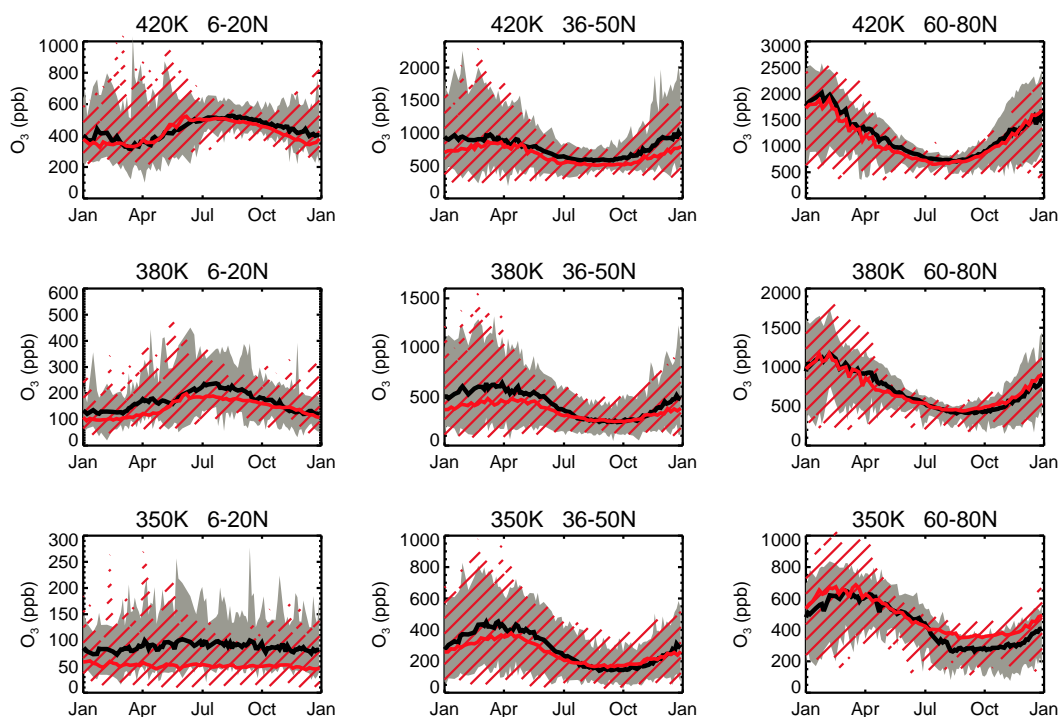 420K 6-20N
O3 (ppb)
1000
800
600
400
200
0
Jan Apr Jul Oct Jan
420K 36-50N
O3 (ppb)
2000
1500
1000
500
0
Jan Apr Jul Oct Jan
420K 60-80N
O3 (ppb)
3000
2500
2000
1500
1000
500
0
Jan Apr Jul Oct Jan
380K 6-20N
O3 (ppb)
600
500
400
300
200
100
0
Jan Apr Jul Oct Jan
380K 36-50N
O3 (ppb)
1500
1000
500
0
Jan Apr Jul Oct Jan
380K 60-80N
O3 (ppb)
2000
1500
1000
500
0
Jan Apr Jul Oct Jan
350K 6-20N
O3 (ppb)
300
250
200
150
100
50
0
Jan Apr Jul Oct Jan
350K 36-50N
O3 (ppb)
1000
800
600
400
200
0
Jan Apr Jul Oct Jan
350K 60-80N
O3 (ppb)
1000
800
600
400
200
0
Jan Apr Jul Oct Jan